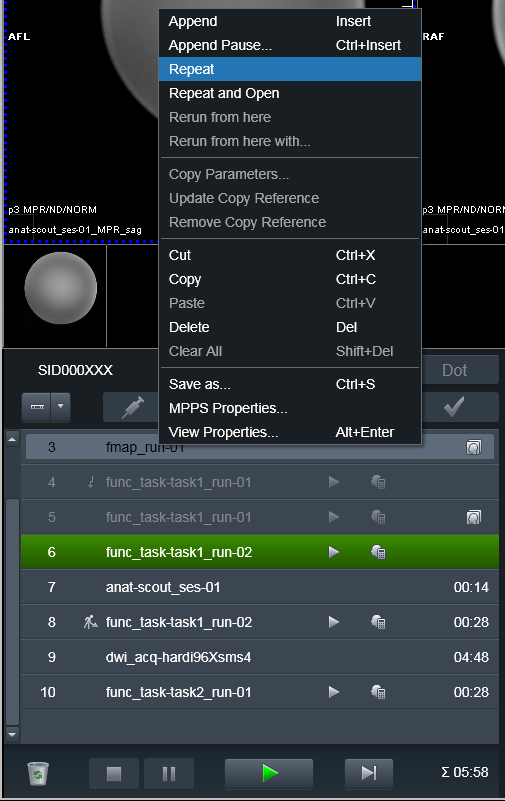 AFL
RAF
Append Insert
Append Pause... Ctrl+Insert
Repeat
Repeat and Open
Rerun from here
Rerun from here with...
Copy Parameters...
Update Copy Reference
Remove Copy Reference
Cut Ctrl+X
Copy Ctrl+C
Paste Ctrl+V
Delete Del
Clear All Shift+Del
Save as... Ctrl+S
MPPS Properties...
View Properties... Alt+Enter
p3 MPR/ND/NORM
anat-scout_ses-01_MPR_sag
p3 MPR/ND/NORM
anat-scout_ses-01
SID000XXX
Dot
3 fmap_run-01
4 func_task-task1_run-01
5 func_task-task1_run-01
6 func_task-task1_run-02
7 anat-scout_ses-01 00:14
8 func_task-task1_run-02 00:28
9 dwi_acq-hardi96Xsms4 04:48
10 func_task-task2_run-01 00:28
Σ 05:58